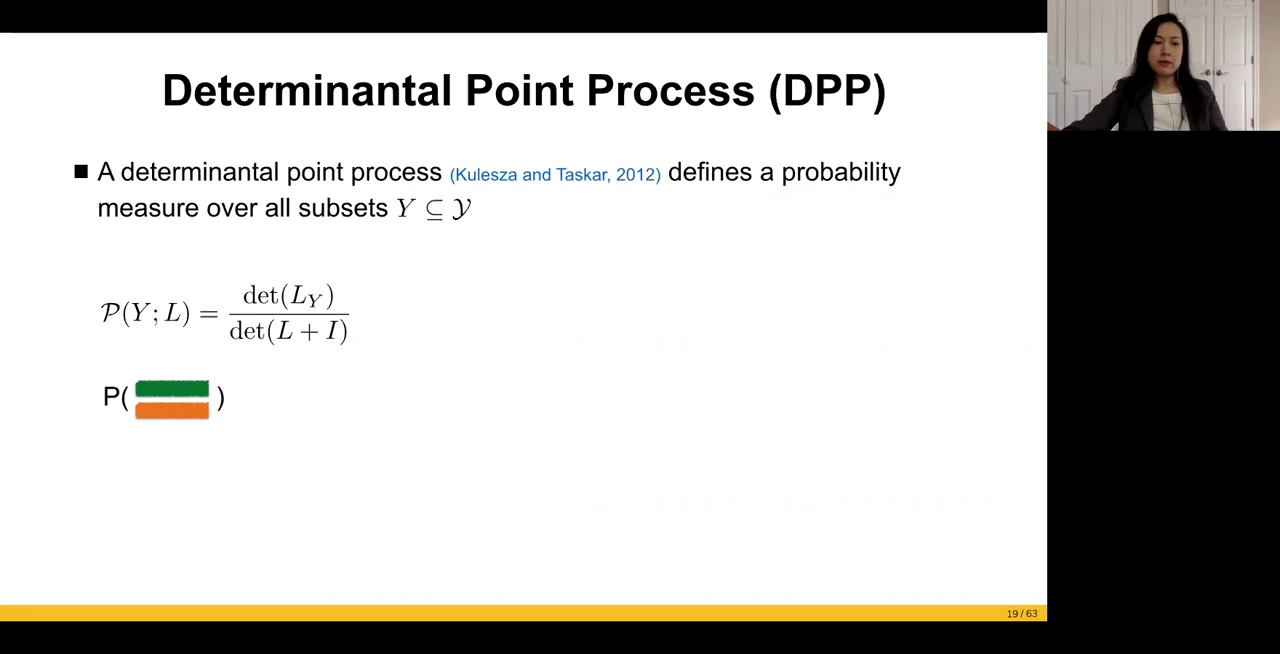 Determinantal Point Process (DPP)
■ A determinantal point process (Kulesza and Taskar, 2012) defines a probability
measure over all subsets Y ⊆ 𝒴
𝒫(Y; L) = det(L_Y) / det(L + I)
P( )
19 / 63